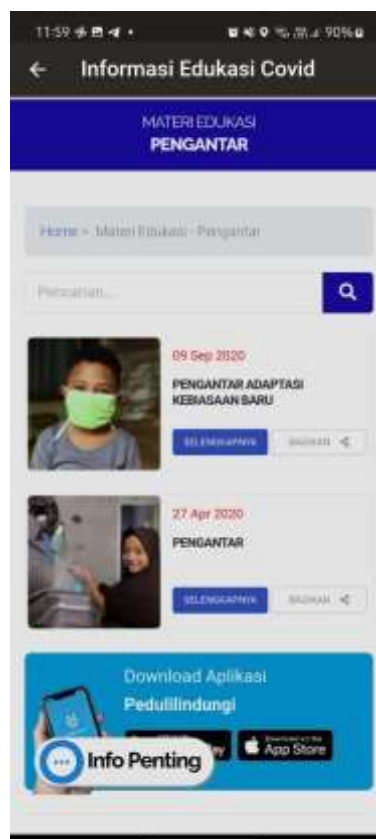 11:59
90%
Informasi Edukasi Covid
MATERI EDUKASI
PENGANTAR
Home » Materi Edukasi - Pengantar
Pencarian...
09 Sep 2020
PENGANTAR ADAPTASI
KEBIASAAN BARU
SELENGKAPNYA
BAGIKAN
27 Apr 2020
PENGANTAR
SELENGKAPNYA
BAGIKAN
Download Aplikasi
Pedulilindungi
App Store
Info Penting